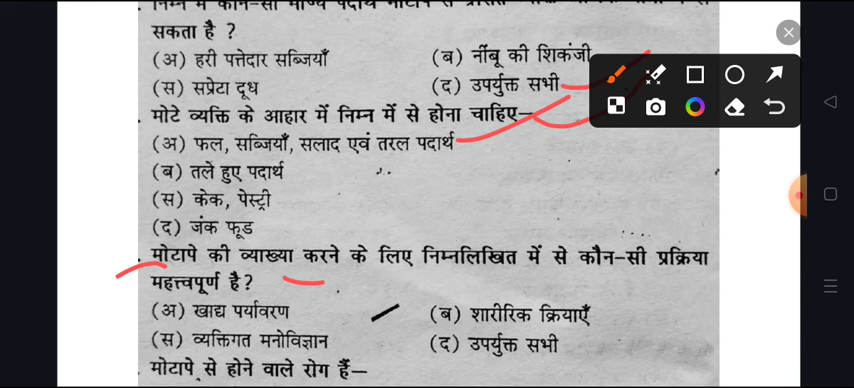 सकता है ?
(अ) हरी पत्तेदार सब्जियाँ (ब) नींबू की शिकंजी
(स) सप्रेटा दूध (द) उपर्युक्त सभी
मोटे व्यक्ति के आहार में निम्न में से होना चाहिए—
(अ) फल, सब्जियाँ, सलाद एवं तरल पदार्थ
(ब) तले हुए पदार्थ
(स) केक, पेस्ट्री
(द) जंक फूड
मोटापे की व्याख्या करने के लिए निम्नलिखित में से कौन-सी प्रक्रिया
महत्त्वपूर्ण है?
(अ) खाद्य पर्यावरण (ब) शारीरिक क्रियाएँ
(स) व्यक्तिगत मनोविज्ञान (द) उपर्युक्त सभी
मोटापे से होने वाले रोग हैं—